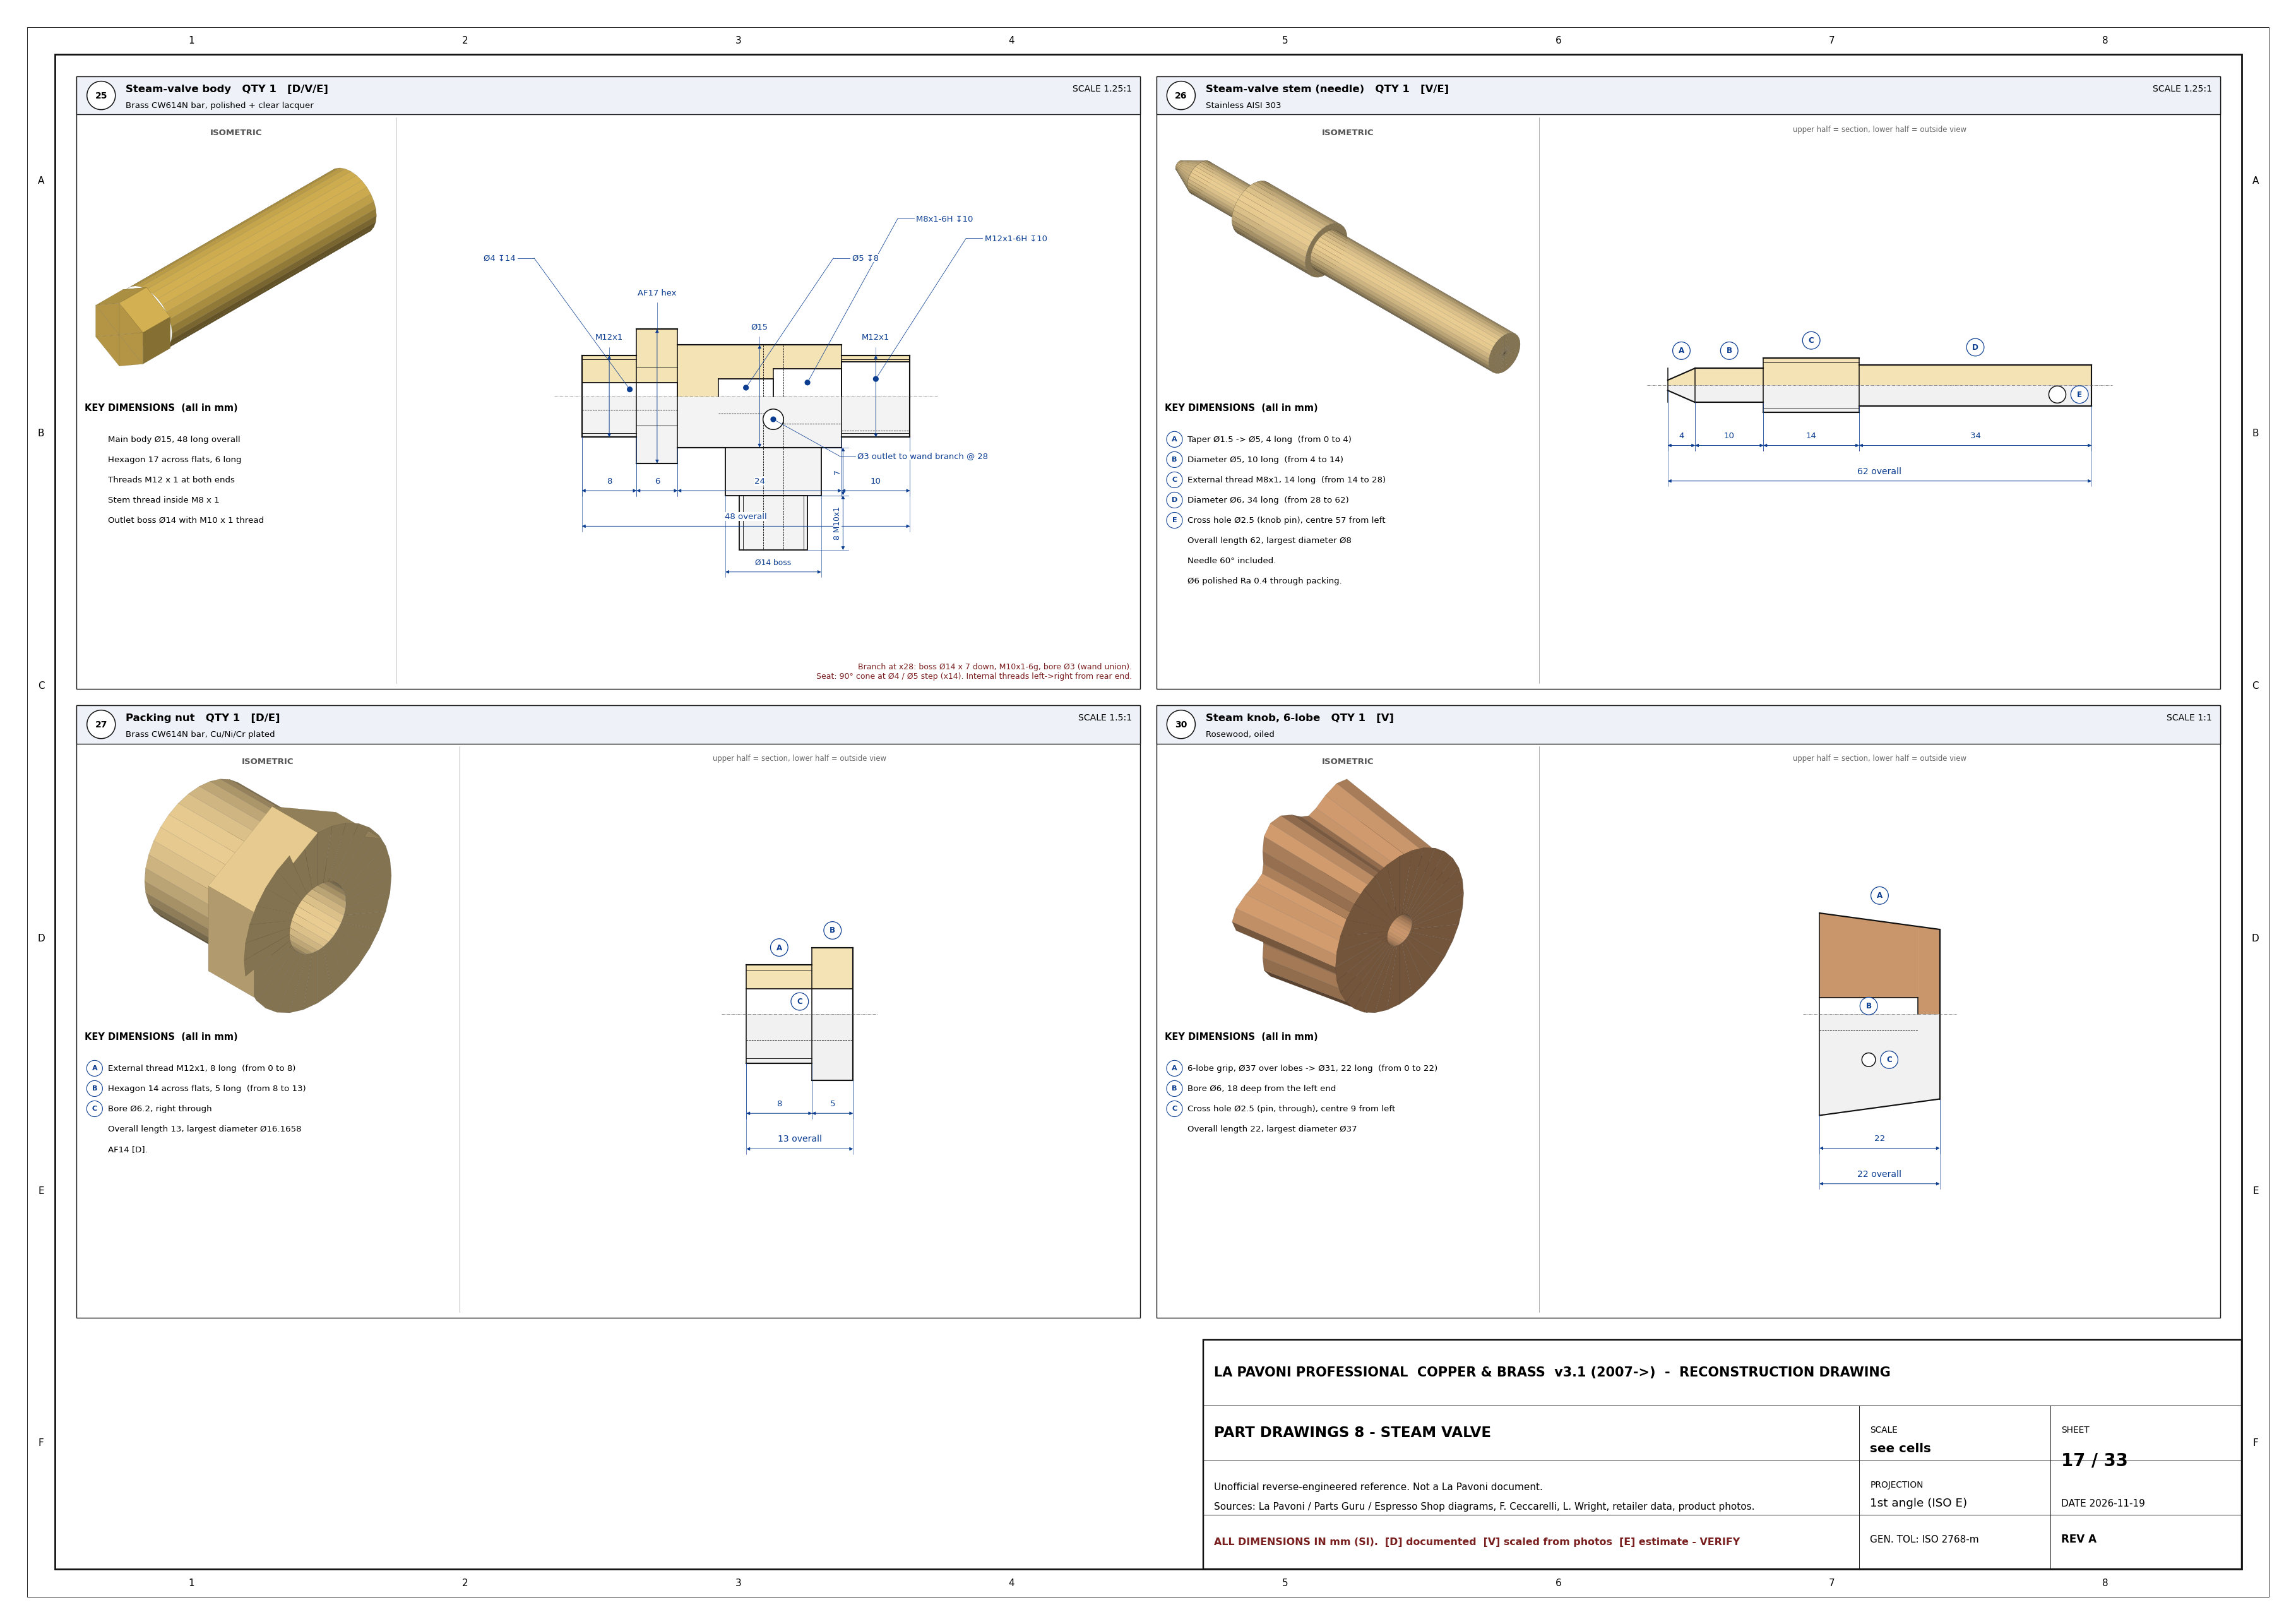 1 2 3 4 5 6 7 8
A A
B B
C C
D D
E E
F F
25 Steam-valve body QTY 1 [D/V/E] SCALE 1.25:1
Brass CW614N bar, polished + clear lacquer
ISOMETRIC
KEY DIMENSIONS (all in mm)
Main body Ø15, 48 long overall
Hexagon 17 across flats, 6 long
Threads M12 x 1 at both ends
Stem thread inside M8 x 1
Outlet boss Ø14 with M10 x 1 thread
M8x1-6H ↧10
M12x1-6H ↧10
Ø4 ↧14
Ø5 ↧8
AF17 hex
Ø15
M12x1
M12x1
Ø3 outlet to wand branch @ 28
8 6 24 7 10
48 overall
8 M10x1
Ø14 boss
Branch at x28: boss Ø14 x 7 down, M10x1-6g, bore Ø3 (wand union).
Seat: 90° cone at Ø4 / Ø5 step (x14). Internal threads left->right from rear end.
26 Steam-valve stem (needle) QTY 1 [V/E] SCALE 1.25:1
Stainless AISI 303
ISOMETRIC
upper half = section, lower half = outside view
KEY DIMENSIONS (all in mm)
A Taper Ø1.5 -> Ø5, 4 long (from 0 to 4)
B Diameter Ø5, 10 long (from 4 to 14)
C External thread M8x1, 14 long (from 14 to 28)
D Diameter Ø6, 34 long (from 28 to 62)
E Cross hole Ø2.5 (knob pin), centre 57 from left
Overall length 62, largest diameter Ø8
Needle 60° included.
Ø6 polished Ra 0.4 through packing.
A B C D
E
4 10 14 34
62 overall
27 Packing nut QTY 1 [D/E] SCALE 1.5:1
Brass CW614N bar, Cu/Ni/Cr plated
ISOMETRIC
upper half = section, lower half = outside view
KEY DIMENSIONS (all in mm)
A External thread M12x1, 8 long (from 0 to 8)
B Hexagon 14 across flats, 5 long (from 8 to 13)
C Bore Ø6.2, right through
Overall length 13, largest diameter Ø16.1658
AF14 [D].
A B
C
8 5
13 overall
30 Steam knob, 6-lobe QTY 1 [V] SCALE 1:1
Rosewood, oiled
ISOMETRIC
upper half = section, lower half = outside view
KEY DIMENSIONS (all in mm)
A 6-lobe grip, Ø37 over lobes -> Ø31, 22 long (from 0 to 22)
B Bore Ø6, 18 deep from the left end
C Cross hole Ø2.5 (pin, through), centre 9 from left
Overall length 22, largest diameter Ø37
A
B
C
22
22 overall
LA PAVONI PROFESSIONAL COPPER & BRASS v3.1 (2007->) - RECONSTRUCTION DRAWING
PART DRAWINGS 8 - STEAM VALVE
SCALE
see cells
SHEET
17 / 33
Unofficial reverse-engineered reference. Not a La Pavoni document.
Sources: La Pavoni / Parts Guru / Espresso Shop diagrams, F. Ceccarelli, L. Wright, retailer data, product photos.
PROJECTION
1st angle (ISO E)
DATE 2026-11-19
ALL DIMENSIONS IN mm (SI). [D] documented [V] scaled from photos [E] estimate - VERIFY
GEN. TOL: ISO 2768-m
REV A
1 2 3 4 5 6 7 8